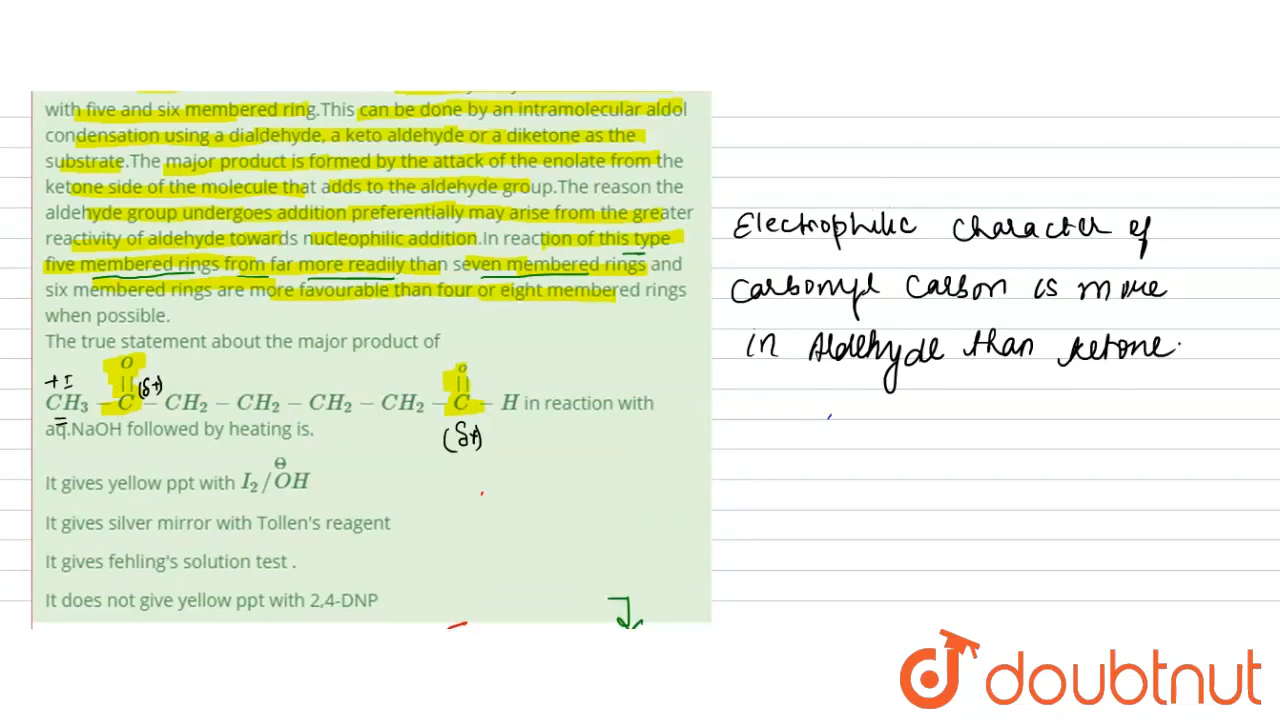 with five and six membered ring.This can be done by an intramolecular aldol
condensation using a dialdehyde, a keto aldehyde or a diketone as the
substrate.The major product is formed by the attack of the enolate from the
ketone side of the molecule that adds to the aldehyde group.The reason the
aldehyde group undergoes addition preferentially may arise from the greater
reactivity of aldehyde towards nucleophilic addition.In reaction of this type
five membered rings from far more readily than seven membered rings and
six membered rings are more favourable than four or eight membered rings
when possible.
The true statement about the major product of
O O
+I (δ+)
CH₃ − C − CH₂ − CH₂ − CH₂ − CH₂ − C − H in reaction with
aq.NaOH followed by heating is.
(δ+)
It gives yellow ppt with I₂/OH⊖
It gives silver mirror with Tollen's reagent
It gives fehling's solution test .
It does not give yellow ppt with 2,4-DNP
Electrophilic character of
carbonyl carbon is more
in Aldehyde than ketone.
doubtnut